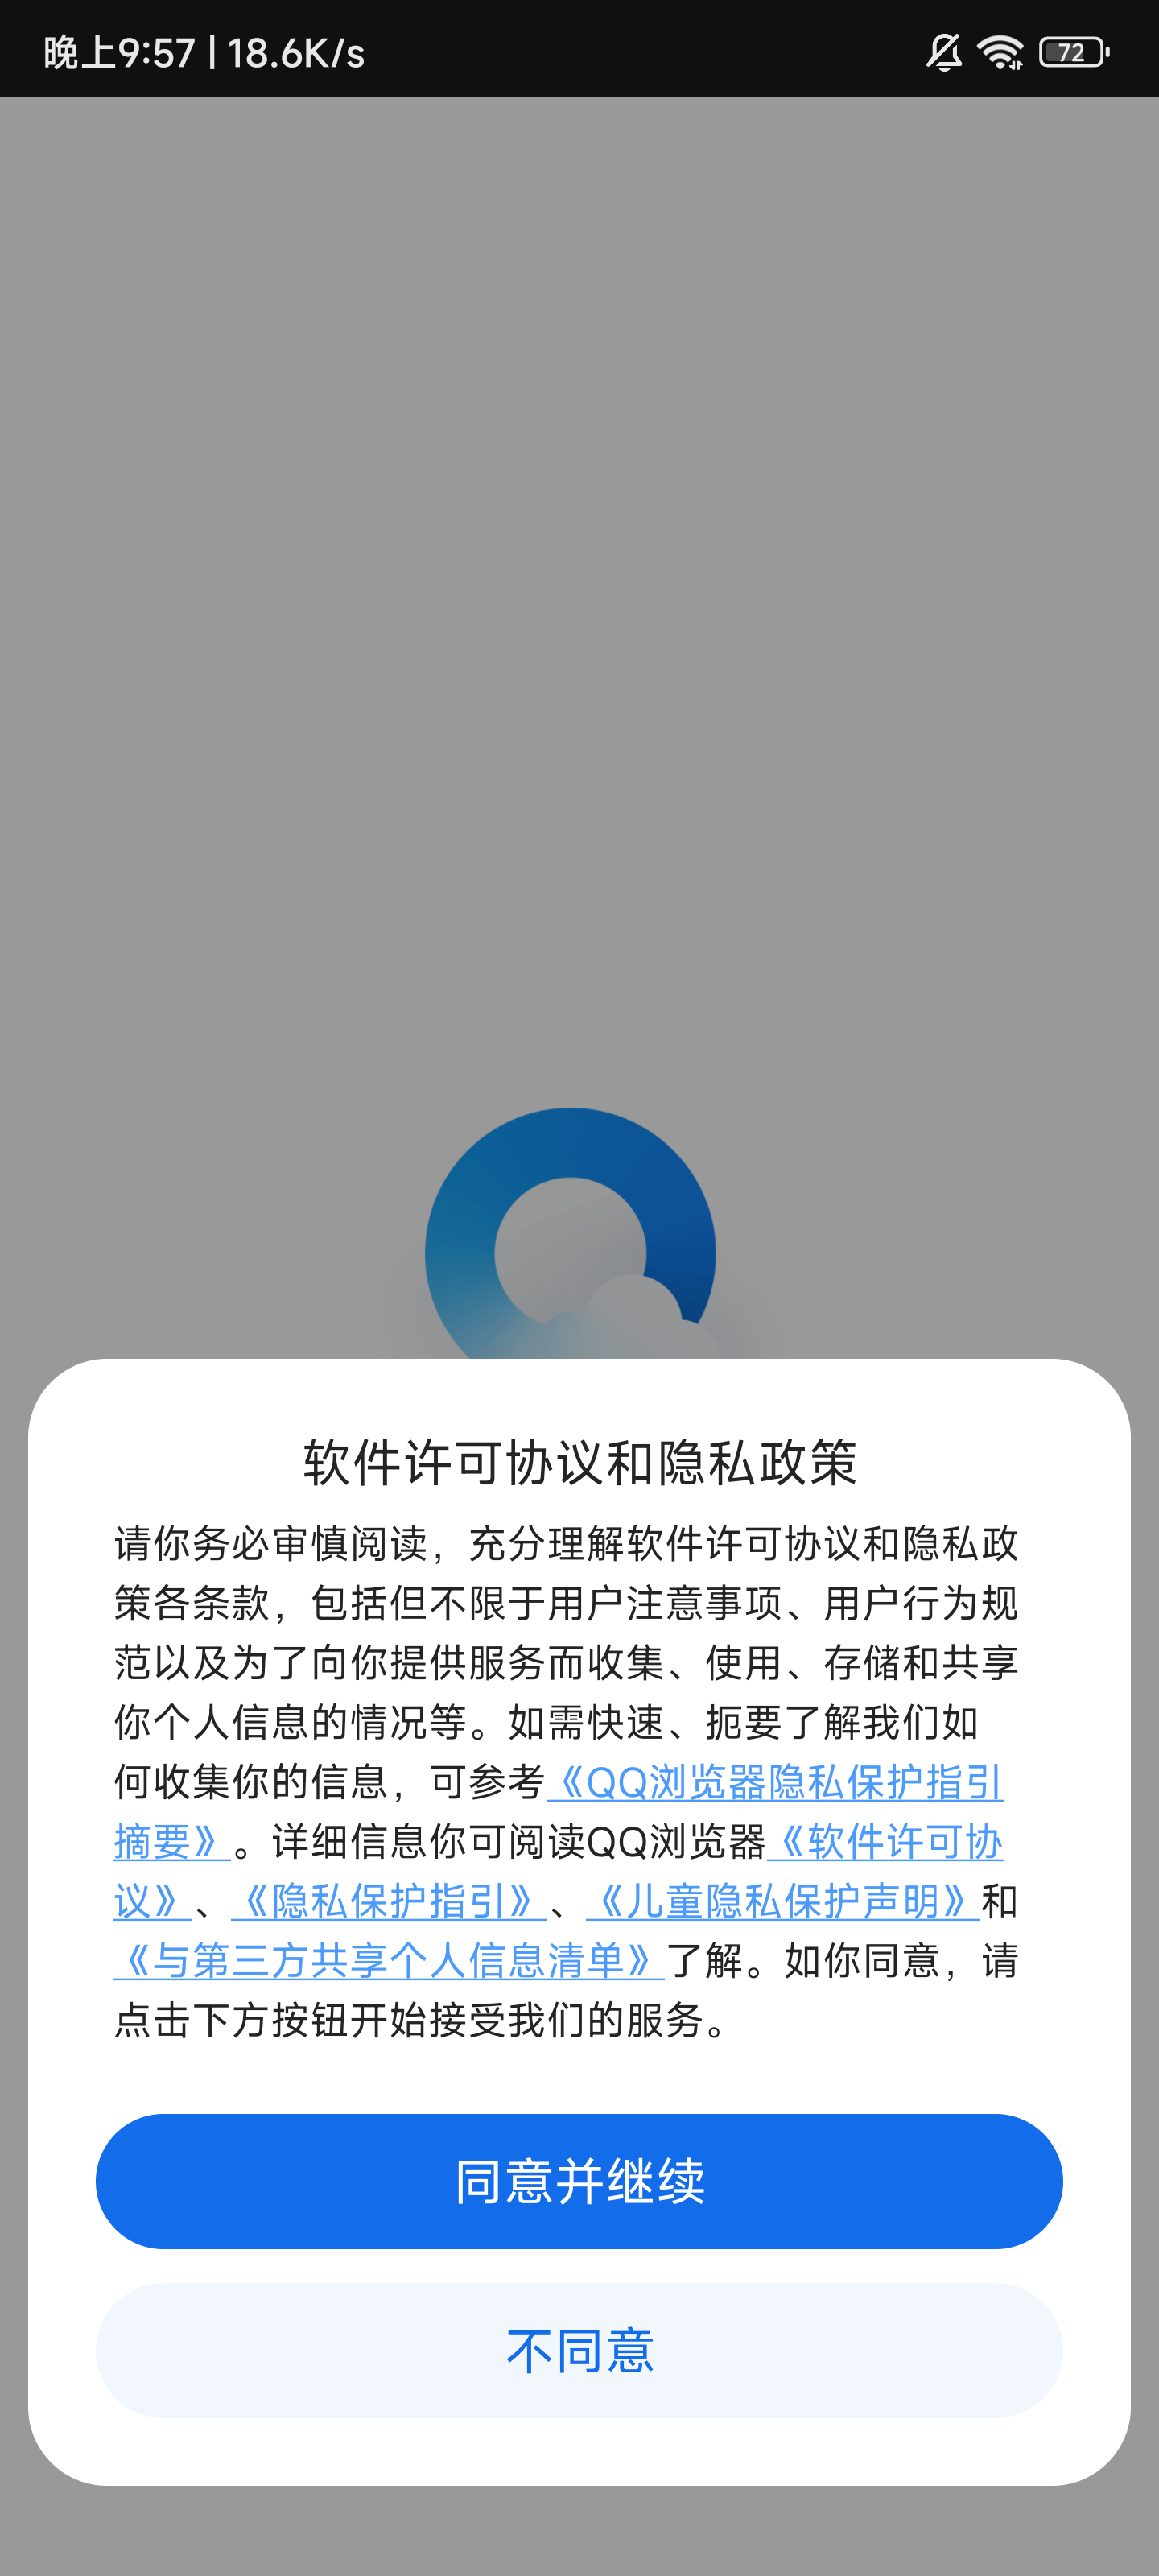 晚上9:57 | 18.6K/s
72
软件许可协议和隐私政策
请你务必审慎阅读，充分理解软件许可协议和隐私政
策各条款，包括但不限于用户注意事项、用户行为规
范以及为了向你提供服务而收集、使用、存储和共享
你个人信息的情况等。如需快速、扼要了解我们如
何收集你的信息，可参考《QQ浏览器隐私保护指引
摘要》。详细信息你可阅读QQ浏览器《软件许可协
议》、《隐私保护指引》、《儿童隐私保护声明》和
《与第三方共享个人信息清单》了解。如你同意，请
点击下方按钮开始接受我们的服务。
同意并继续
不同意